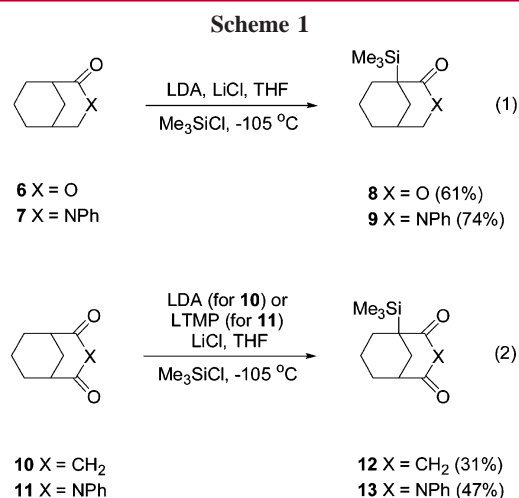 Scheme 1
O
X
LDA, LiCl, THF
Me₃SiCl, -105 °C
Me₃Si
O
X
(1)
6 X = O
7 X = NPh
8 X = O (61%)
9 X = NPh (74%)
O
X
O
LDA (for 10) or
LTMP (for 11)
LiCl, THF
Me₃SiCl, -105 °C
Me₃Si
O
X
O
(2)
10 X = CH₂
11 X = NPh
12 X = CH₂ (31%)
13 X = NPh (47%)